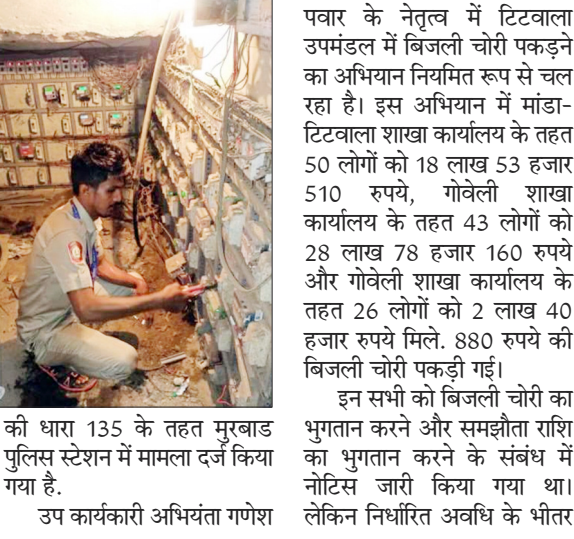 की धारा 135 के तहत मुरबाड
पुलिस स्टेशन में मामला दर्ज किया
गया है.
उप कार्यकारी अभियंता गणेश
पवार के नेतृत्व में टिटवाला
उपमंडल में बिजली चोरी पकड़ने
का अभियान नियमित रूप से चल
रहा है। इस अभियान में मांडा-
टिटवाला शाखा कार्यालय के तहत
50 लोगों को 18 लाख 53 हजार
510 रुपये, गोवेली शाखा
कार्यालय के तहत 43 लोगों को
28 लाख 78 हजार 160 रुपये
और गोवेली शाखा कार्यालय के
तहत 26 लोगों को 2 लाख 40
हजार रुपये मिले. 880 रुपये की
बिजली चोरी पकड़ी गई।
इन सभी को बिजली चोरी का
भुगतान करने और समझौता राशि
का भुगतान करने के संबंध में
नोटिस जारी किया गया था।
लेकिन निर्धारित अवधि के भीतर